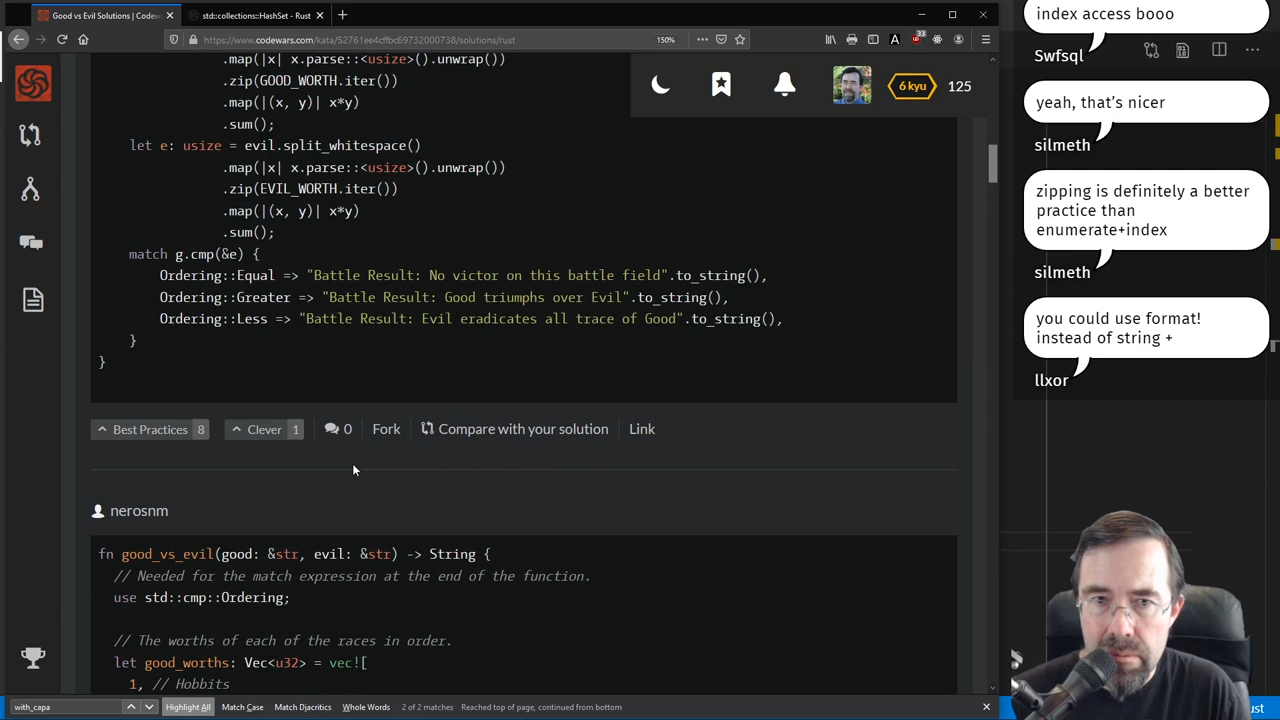 Good vs Evil Solutions | Codew
std::collections::HashSet - Rust
https://www.codewars.com/kata/52761ee4cffbc69732000738/solutions/rust
150%
33
.map(|x| x.parse::<usize>().unwrap())
.zip(GOOD_WORTH.iter())
.map(|(x, y)| x*y)
.sum();
let e: usize = evil.split_whitespace()
.map(|x| x.parse::<usize>().unwrap())
.zip(EVIL_WORTH.iter())
.map(|(x, y)| x*y)
.sum();
match g.cmp(&e) {
Ordering::Equal => "Battle Result: No victor on this battle field".to_string(),
Ordering::Greater => "Battle Result: Good triumphs over Evil".to_string(),
Ordering::Less => "Battle Result: Evil eradicates all trace of Good".to_string(),
}
}
6 kyu
125
Best Practices 8
Clever 1
0
Fork
Compare with your solution
Link
nerosnm
fn good_vs_evil(good: &str, evil: &str) -> String {
// Needed for the match expression at the end of the function.
use std::cmp::Ordering;
// The worths of each of the races in order.
let good_worths: Vec<u32> = vec![
1, // Hobbits
with_capa
Highlight All
Match Case
Match Diacritics
Whole Words
2 of 2 matches
Reached top of page, continued from bottom
index access booo
Swfsql
yeah, that's nicer
silmeth
zipping is definitely a better
practice than
enumerate+index
silmeth
you could use format!
instead of string +
llxor
ust